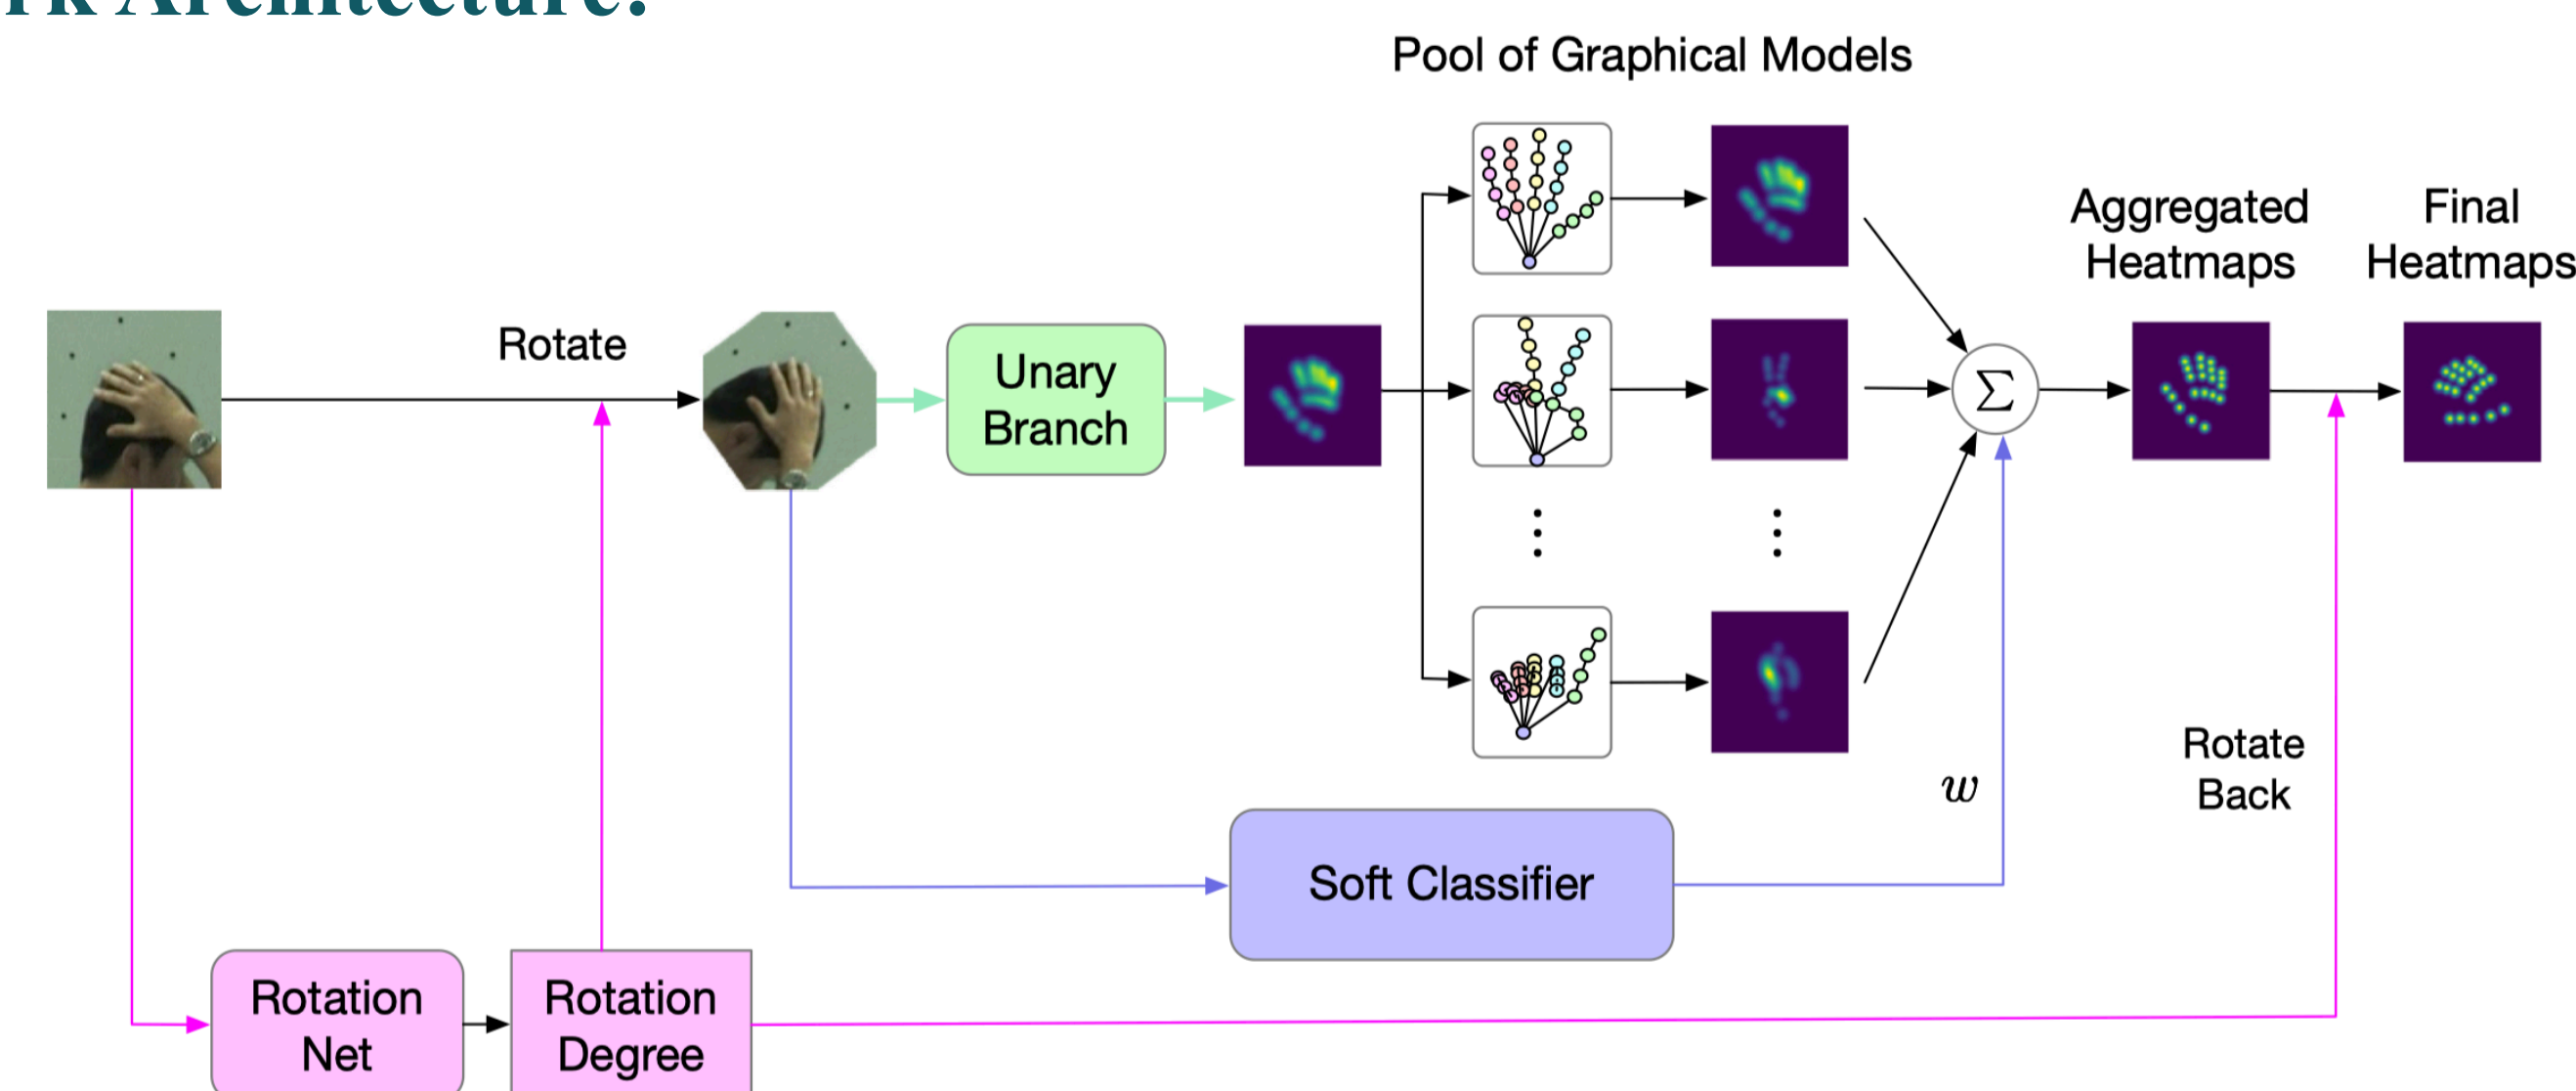 Architecture:
Pool of Graphical Models
Rotate
Unary
Branch
Σ
Aggregated
Heatmaps
Final
Heatmaps
w
Rotate
Back
Soft Classifier
Rotation
Net
Rotation
Degree